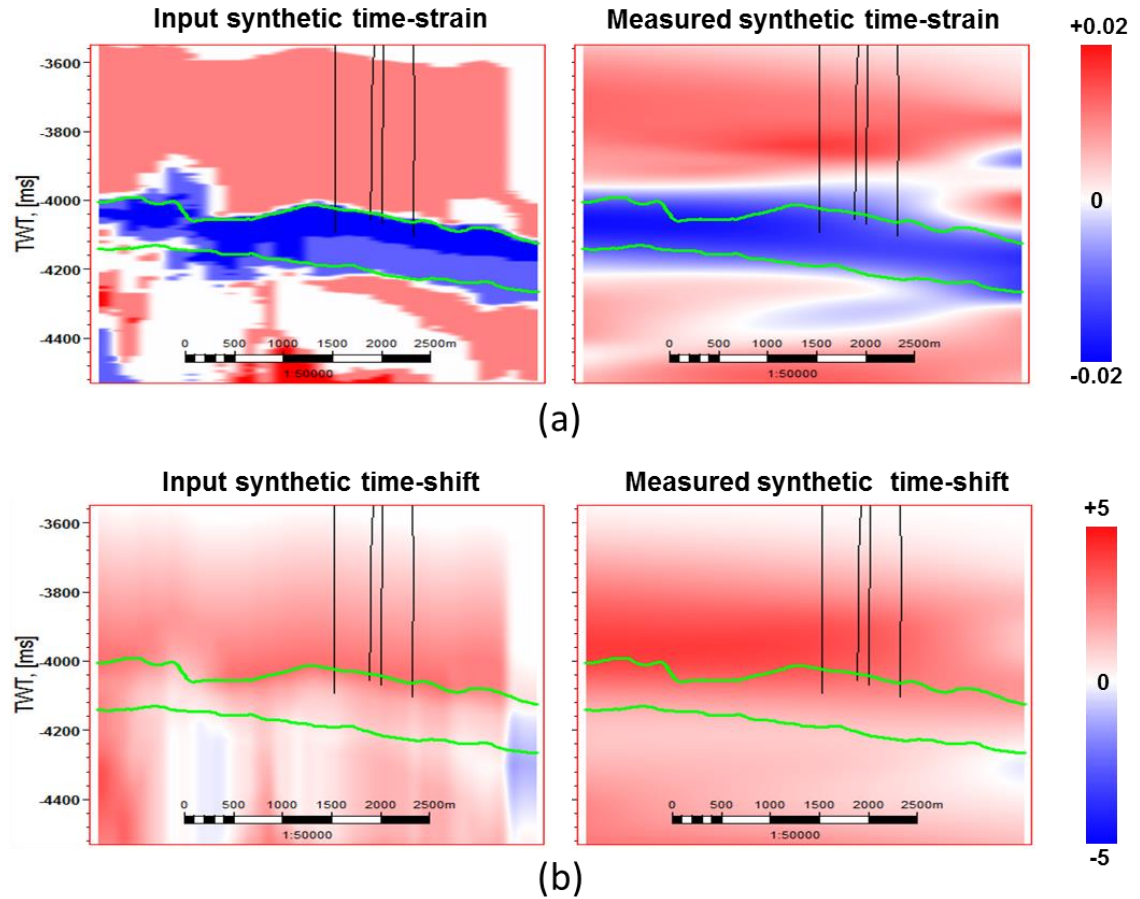 Input synthetic time-strain
Measured synthetic time-strain
+0.02
0
-0.02
TWT, [ms]
-3600
-3800
-4000
-4200
-4400
0 500 1000 1500 2000 2500m
1:50000
0 500 1000 1500 2000 2500m
1:50000
(a)
Input synthetic time-shift
Measured synthetic time-shift
+5
0
-5
TWT, [ms]
-3600
-3800
-4000
-4200
-4400
0 500 1000 1500 2000 2500m
1:50000
0 500 1000 1500 2000 2500m
1:50000
(b)